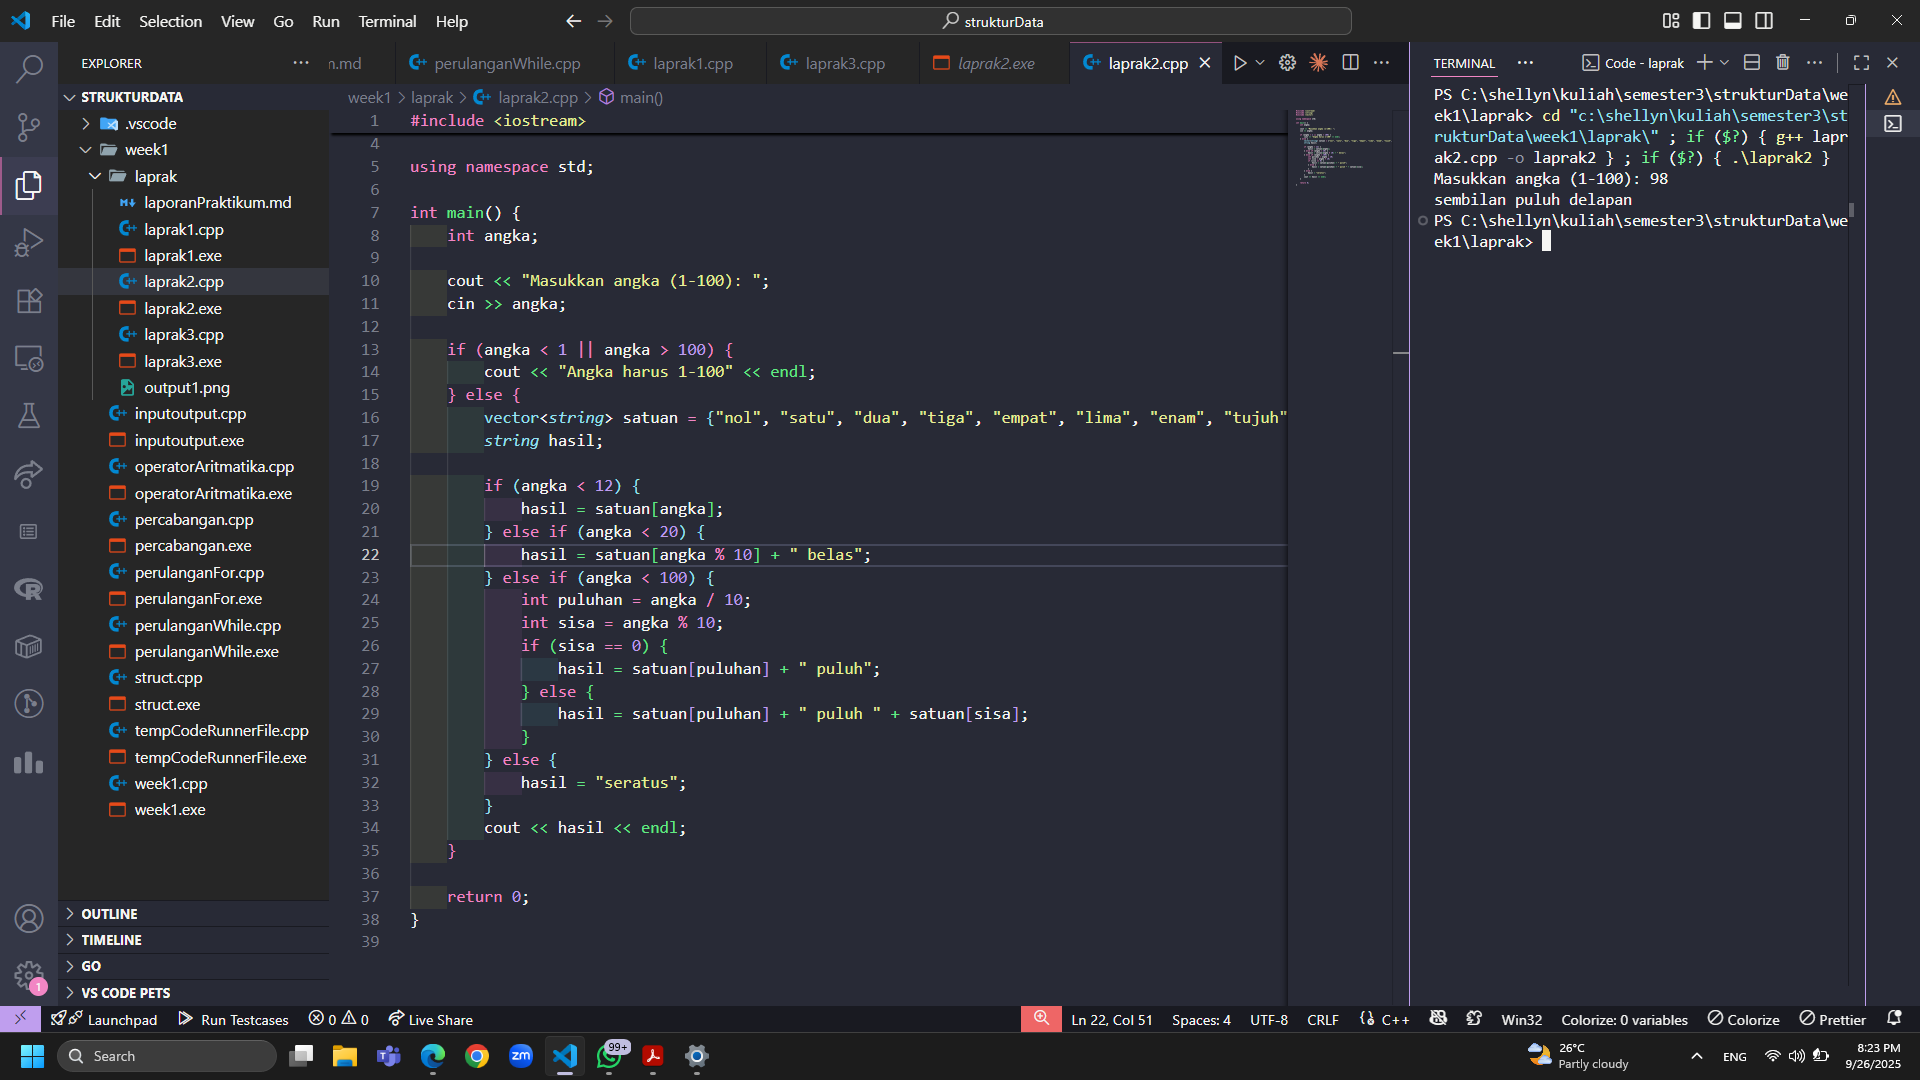 File Edit Selection View Go Run Terminal Help
strukturData
EXPLORER
STRUKTURDATA
.vscode
week1
laprak
laporanPraktikum.md
laprak1.cpp
laprak1.exe
laprak2.cpp
laprak2.exe
laprak3.cpp
laprak3.exe
output1.png
inputoutput.cpp
inputoutput.exe
operatorAritmatika.cpp
operatorAritmatika.exe
percabangan.cpp
percabangan.exe
perulanganFor.cpp
perulanganFor.exe
perulanganWhile.cpp
perulanganWhile.exe
struct.cpp
struct.exe
tempCodeRunnerFile.cpp
tempCodeRunnerFile.exe
week1.cpp
week1.exe
OUTLINE
TIMELINE
GO
VS CODE PETS
1
n.md perulanganWhile.cpp laprak1.cpp laprak3.cpp laprak2.exe laprak2.cpp
week1 > laprak > laprak2.cpp > main()
1 #include <iostream>
4
5 using namespace std;
6
7 int main() {
8 int angka;
9
10 cout << "Masukkan angka (1-100): ";
11 cin >> angka;
12
13 if (angka < 1 || angka > 100) {
14 cout << "Angka harus 1-100" << endl;
15 } else {
16 vector<string> satuan = {"nol", "satu", "dua", "tiga", "empat", "lima", "enam", "tujuh"
17 string hasil;
18
19 if (angka < 12) {
20 hasil = satuan[angka];
21 } else if (angka < 20) {
22 hasil = satuan[angka % 10] + " belas";
23 } else if (angka < 100) {
24 int puluhan = angka / 10;
25 int sisa = angka % 10;
26 if (sisa == 0) {
27 hasil = satuan[puluhan] + " puluh";
28 } else {
29 hasil = satuan[puluhan] + " puluh " + satuan[sisa];
30 }
31 } else {
32 hasil = "seratus";
33 }
34 cout << hasil << endl;
35 }
36
37 return 0;
38 }
39
TERMINAL
Code - laprak
PS C:\shellyn\kuliah\semester3\strukturData\we
ek1\laprak> cd "c:\shellyn\kuliah\semester3\st
rukturData\week1\laprak\" ; if ($?) { g++ lapr
ak2.cpp -o laprak2 } ; if ($?) { .\laprak2 }
Masukkan angka (1-100): 98
sembilan puluh delapan
PS C:\shellyn\kuliah\semester3\strukturData\we
ek1\laprak>
Launchpad Run Testcases 0 0 Live Share
Ln 22, Col 51 Spaces: 4 UTF-8 CRLF C++ Win32 Colorize: 0 variables Colorize Prettier
Search
zm
99+
26°C
Partly cloudy
ENG
8:23 PM
9/26/2025